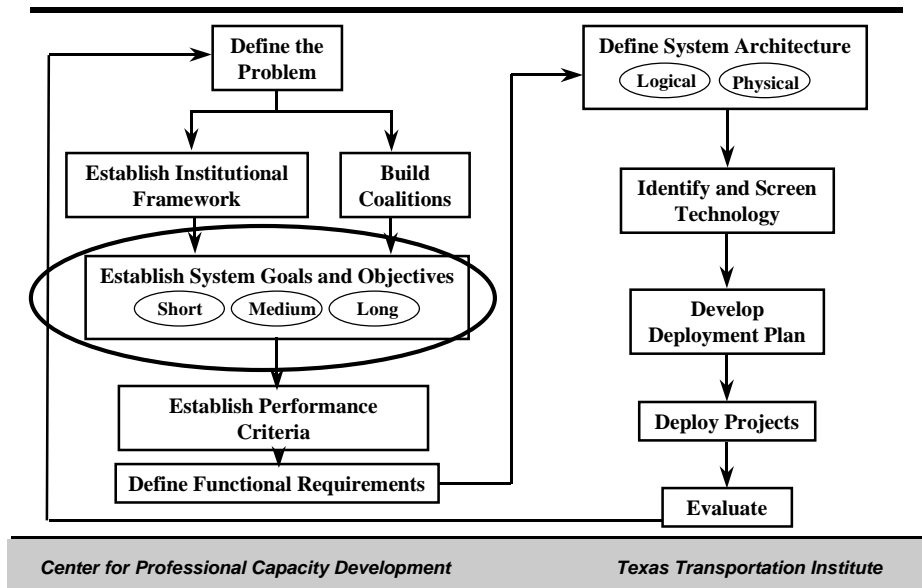 Define the
Problem
Establish Institutional
Framework
Build
Coalitions
Establish System Goals and Objectives
Short
Medium
Long
Establish Performance
Criteria
Define Functional Requirements
Define System Architecture
Logical
Physical
Identify and Screen
Technology
Develop
Deployment Plan
Deploy Projects
Evaluate
Center for Professional Capacity Development
Texas Transportation Institute